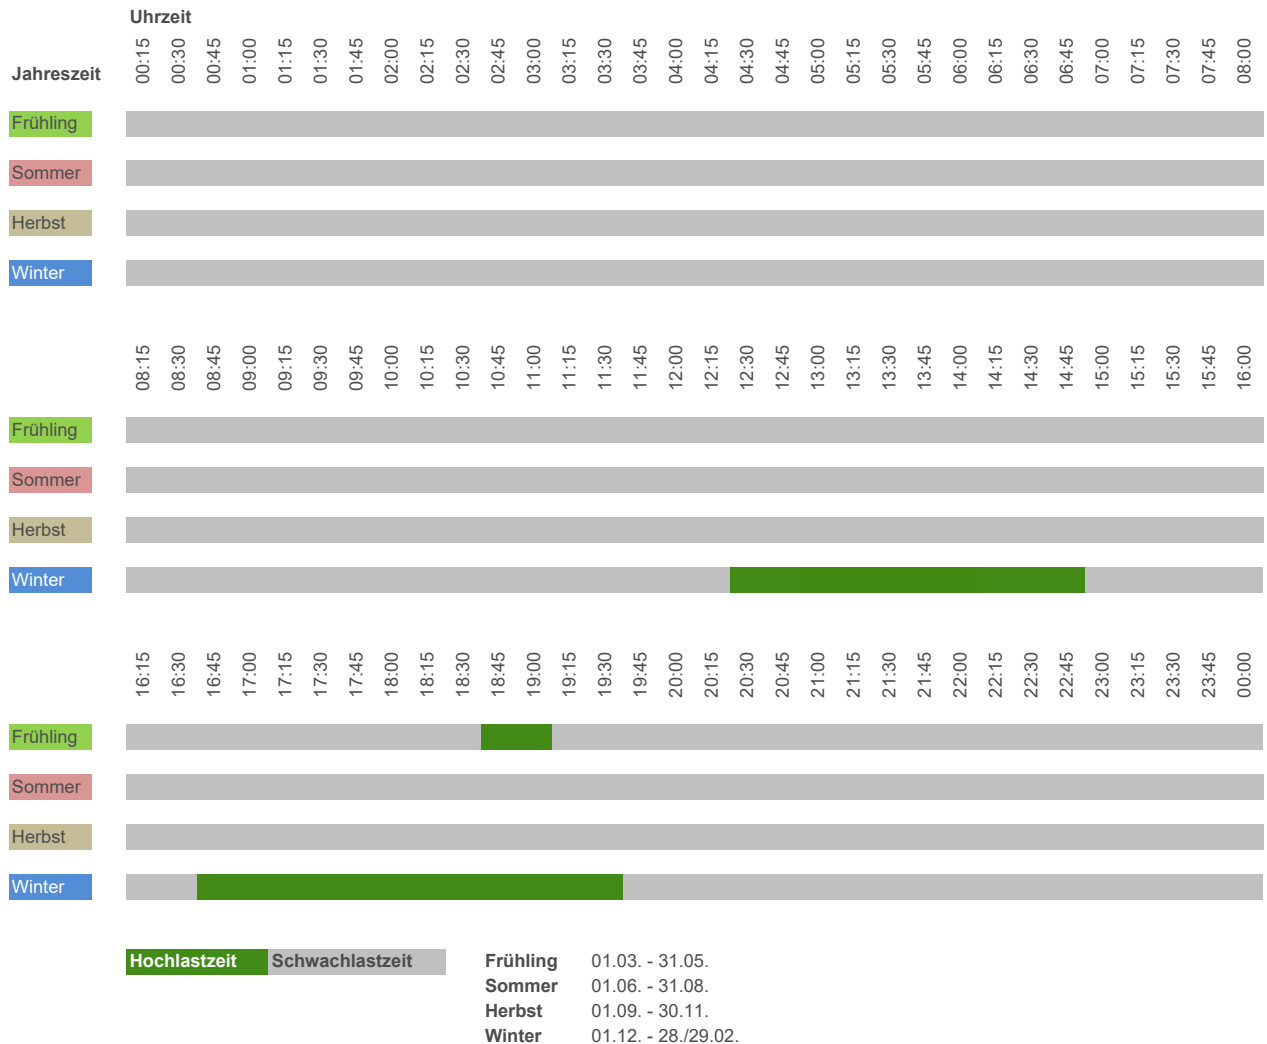 Uhrzeit
Jahreszeit 00:15 00:30 00:45 01:00 01:15 01:30 01:45 02:00 02:15 02:30 02:45 03:00 03:15 03:30 03:45 04:00 04:15 04:30 04:45 05:00 05:15 05:30 05:45 06:00 06:15 06:30 06:45 07:00 07:15 07:30 07:45 08:00
Frühling
Sommer
Herbst
Winter
08:15 08:30 08:45 09:00 09:15 09:30 09:45 10:00 10:15 10:30 10:45 11:00 11:15 11:30 11:45 12:00 12:15 12:30 12:45 13:00 13:15 13:30 13:45 14:00 14:15 14:30 14:45 15:00 15:15 15:30 15:45 16:00
Frühling
Sommer
Herbst
Winter
16:15 16:30 16:45 17:00 17:15 17:30 17:45 18:00 18:15 18:30 18:45 19:00 19:15 19:30 19:45 20:00 20:15 20:30 20:45 21:00 21:15 21:30 21:45 22:00 22:15 22:30 22:45 23:00 23:15 23:30 23:45 00:00
Frühling
Sommer
Herbst
Winter
Hochlastzeit Schwachlastzeit Frühling 01.03. - 31.05.
Sommer 01.06. - 31.08.
Herbst 01.09. - 30.11.
Winter 01.12. - 28./29.02.